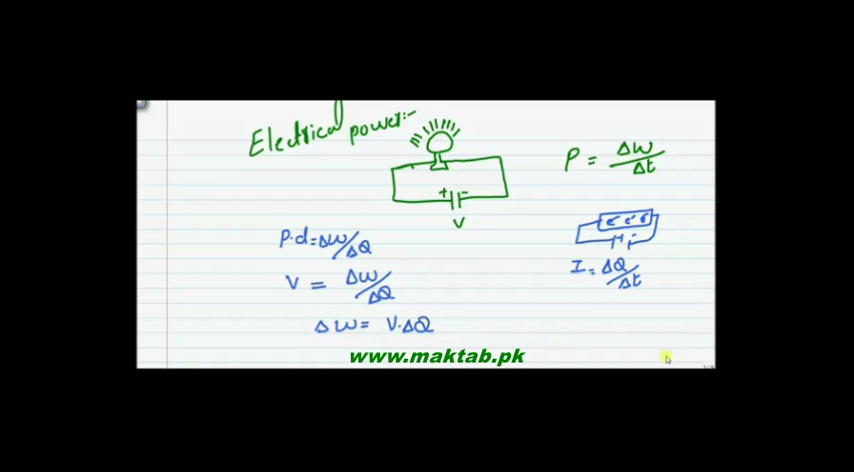 Electrical power:-
P = ΔW/Δt
+ -
V
P.d = ΔW/ΔQ
e⁻ e⁻ e⁻
+ -
I = ΔQ/Δt
V = ΔW/ΔQ
ΔW = V.ΔQ
www.maktab.pk